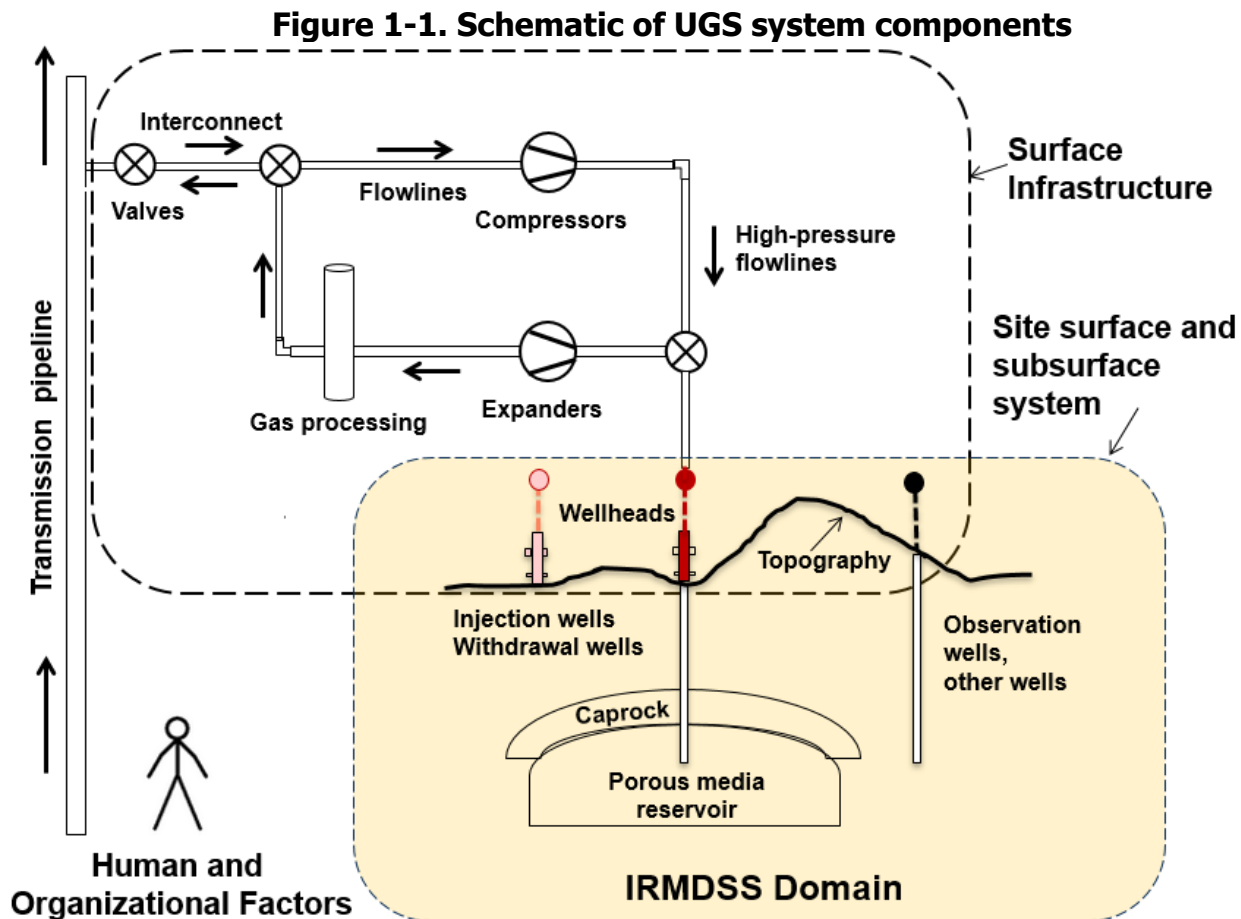 Figure 1-1. Schematic of UGS system components
Interconnect
Valves
Flowlines
Compressors
Surface
Infrastructure
High-pressure
flowlines
Transmission pipeline
Gas processing
Expanders
Site surface and
subsurface
system
Wellheads
Topography
Injection wells
Withdrawal wells
Observation
wells,
other wells
Caprock
Porous media
reservoir
Human and
Organizational Factors
IRMDSS Domain